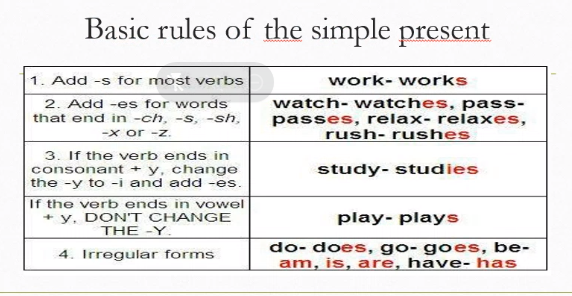 Basic rules of the simple present
1. Add -s for most verbs
work- works
2. Add -es for words
that end in -ch, -s, -sh,
-x or -z.
watch- watches, pass-
passes, relax- relaxes,
rush- rushes
3. If the verb ends in
consonant + y, change
the -y to -i and add -es.
study- studies
If the verb ends in vowel
+ y, DON'T CHANGE
THE -Y.
play- plays
4. Irregular forms
do- does, go- goes, be-
am, is, are, have- has